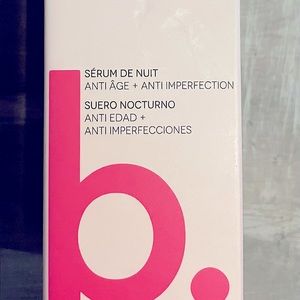 SÉRUM DE NUIT
ANTI ÂGE + ANTI IMPERFECTION
SUERO NOCTURNO
ANTI EDAD +
ANTI IMPERFECCIONES
b.